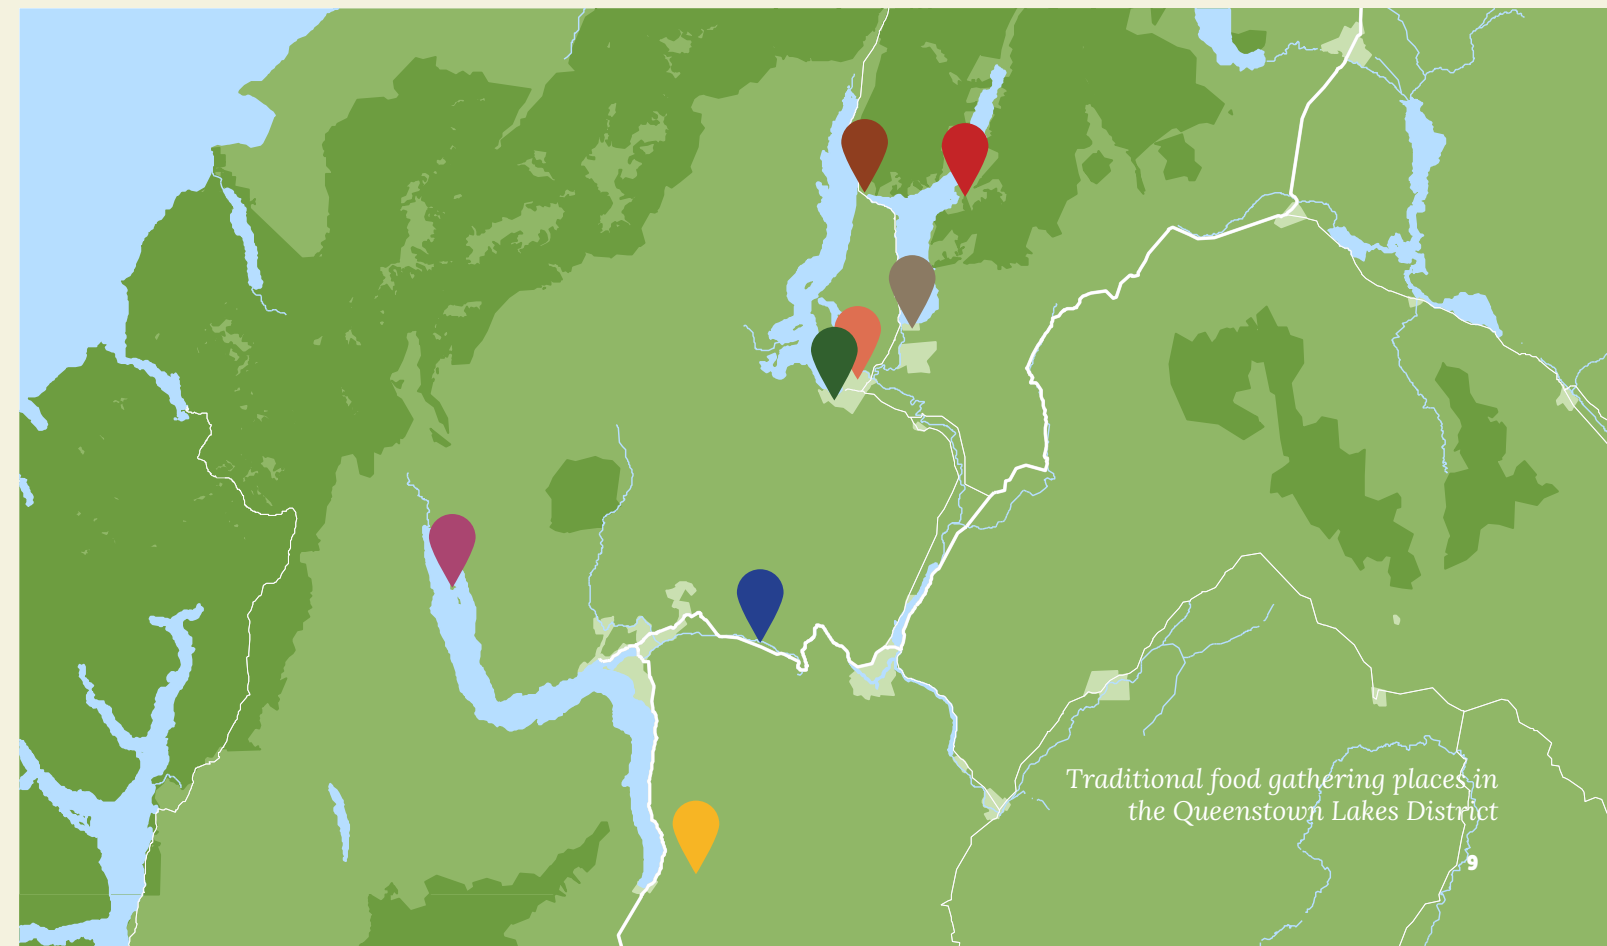 Traditional food gathering places in
the Queenstown Lakes District
9